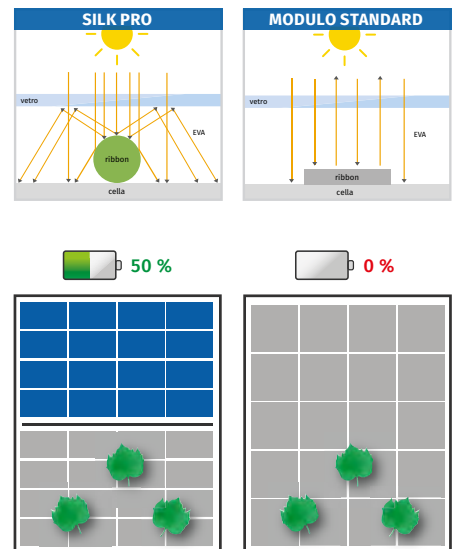 SILK PRO
MODULO STANDARD
vetro
EVA
ribbon
cella
vetro
EVA
ribbon
cella
50 %
0 %